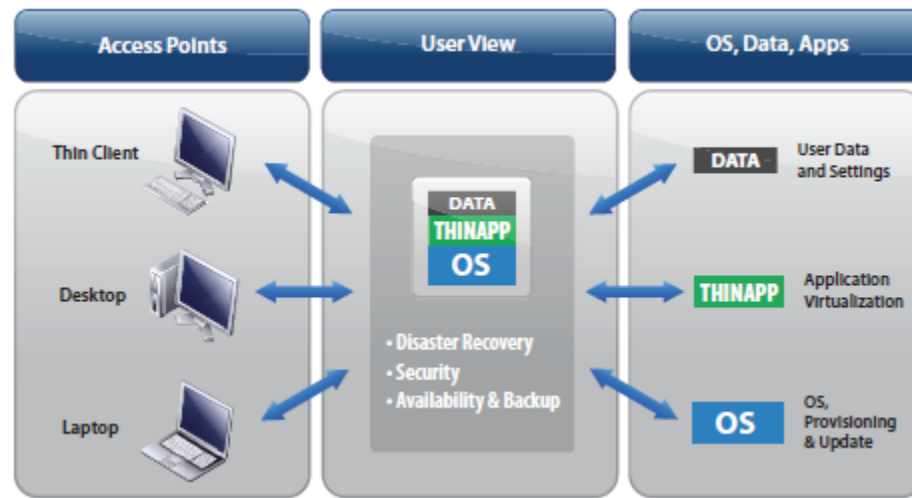 Access Points
User View
OS, Data, Apps
Thin Client
Desktop
Laptop
DATA
THINAPP
OS
• Disaster Recovery
• Security
• Availability & Backup
DATA
User Data
and Settings
THINAPP
Application
Virtualization
OS
OS,
Provisioning
& Update